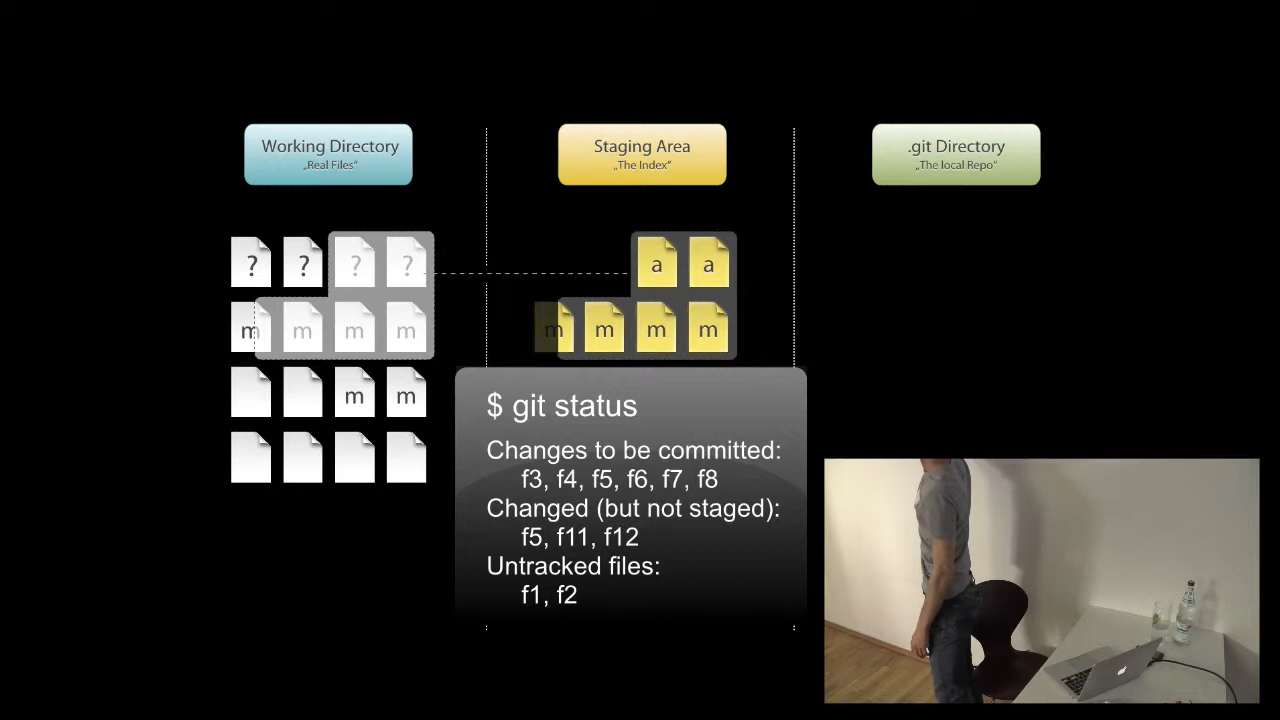 Working Directory
„Real Files“
Staging Area
„The Index“
.git Directory
„The local Repo“
? ? ? ?
a a
m m m m
m m m m
m m
$ git status
Changes to be committed:
f3, f4, f5, f6, f7, f8
Changed (but not staged):
f5, f11, f12
Untracked files:
f1, f2